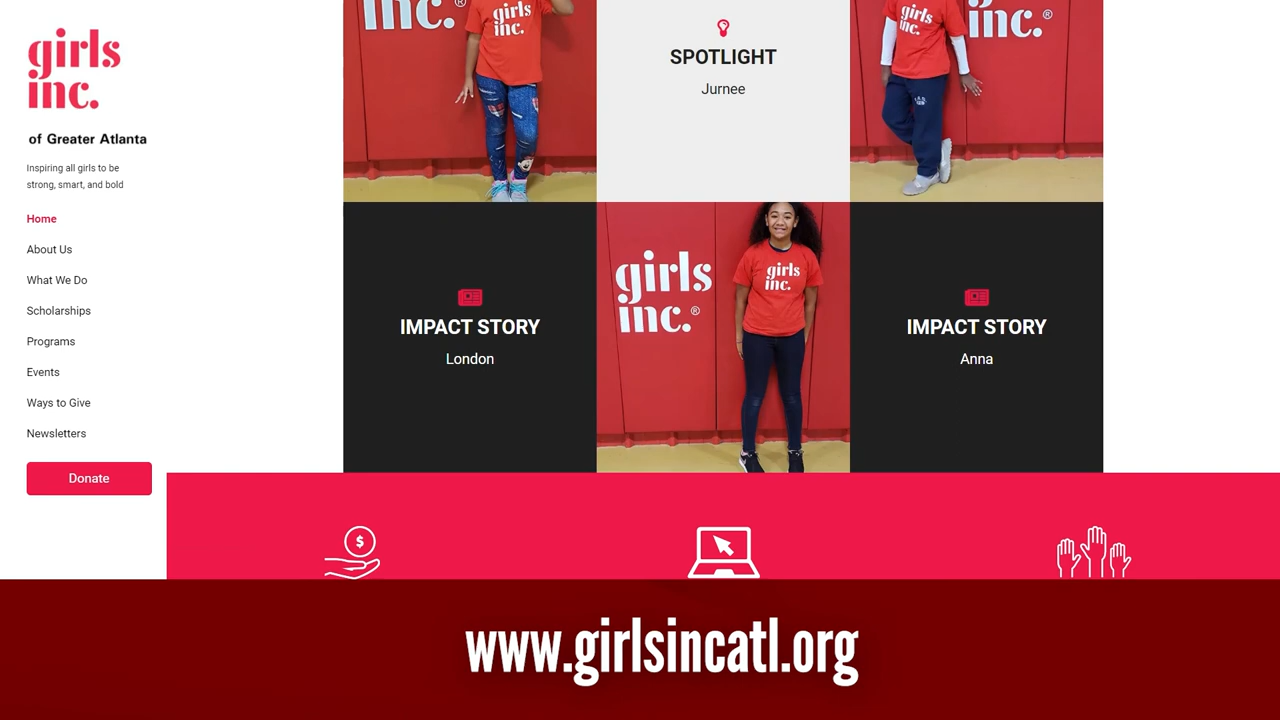 girls
inc.
of Greater Atlanta
Inspiring all girls to be
strong, smart, and bold
Home
About Us
What We Do
Scholarships
Programs
Events
Ways to Give
Newsletters
Donate
inc.®
girls
inc.
SPOTLIGHT
Jurnee
girls
inc.
inc.®
IMPACT STORY
London
girls
inc.®
girls
inc.
IMPACT STORY
Anna
$
www.girlsincatl.org